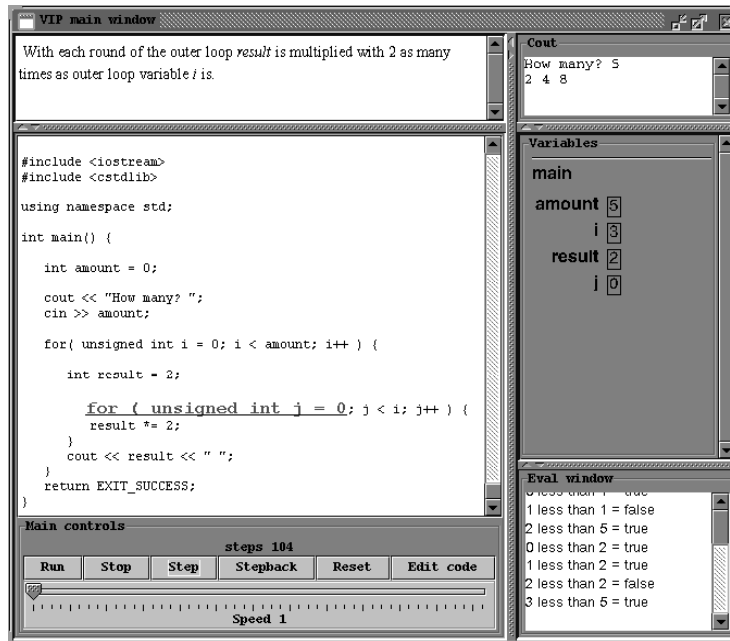 VIP main window
With each round of the outer loop result is multiplied with 2 as many
times as outer loop variable i is.
#include <iostream>
#include <cstdlib>
using namespace std;
int main() {
int amount = 0;
cout << "How many? ";
cin >> amount;
for( unsigned int i = 0; i < amount; i++ ) {
int result = 2;
for ( unsigned int j = 0; j < i; j++ ) {
result *= 2;
}
cout << result << " ";
}
return EXIT_SUCCESS;
}
Main controls
steps 104
Run Stop Step Stepback Reset Edit code
Speed 1
Cout
How many? 5
2 4 8
Variables
main
amount 5
i 3
result 2
j 0
Eval window
0 less than 1 = true
1 less than 1 = false
2 less than 5 = true
0 less than 2 = true
1 less than 2 = true
2 less than 2 = false
3 less than 5 = true